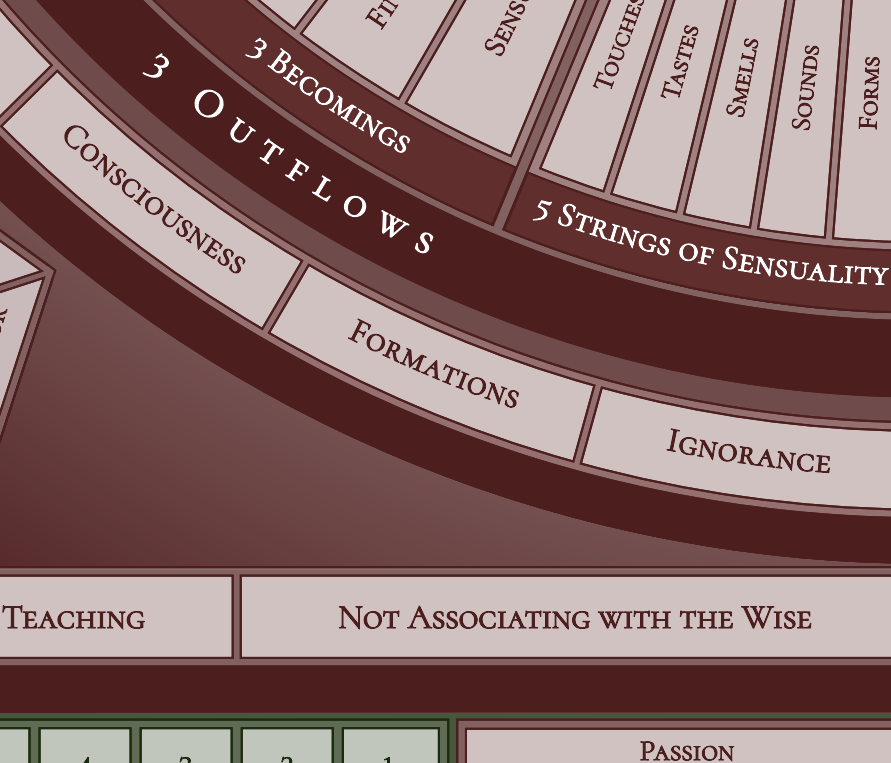 Touches
Tastes
Smells
Sounds
Forms
3 Becomings
5 Strings of Sensuality
3 Outflows
Consciousness
Formations
Ignorance
Teaching
Not Associating with the Wise
Passion